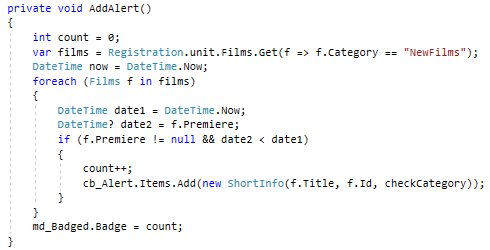 private void AddAlert()
{
    int count = 0;
    var films = Registration.unit.Films.Get(f => f.Category == "NewFilms");
    DateTime now = DateTime.Now;
    foreach (Films f in films)
    {
        DateTime date1 = DateTime.Now;
        DateTime? date2 = f.Premiere;
        if (f.Premiere != null && date2 < date1)
        {
            count++;
            cb_Alert.Items.Add(new ShortInfo(f.Title, f.Id, checkCategory));
        }
    }
    md_Badged.Badge = count;
}